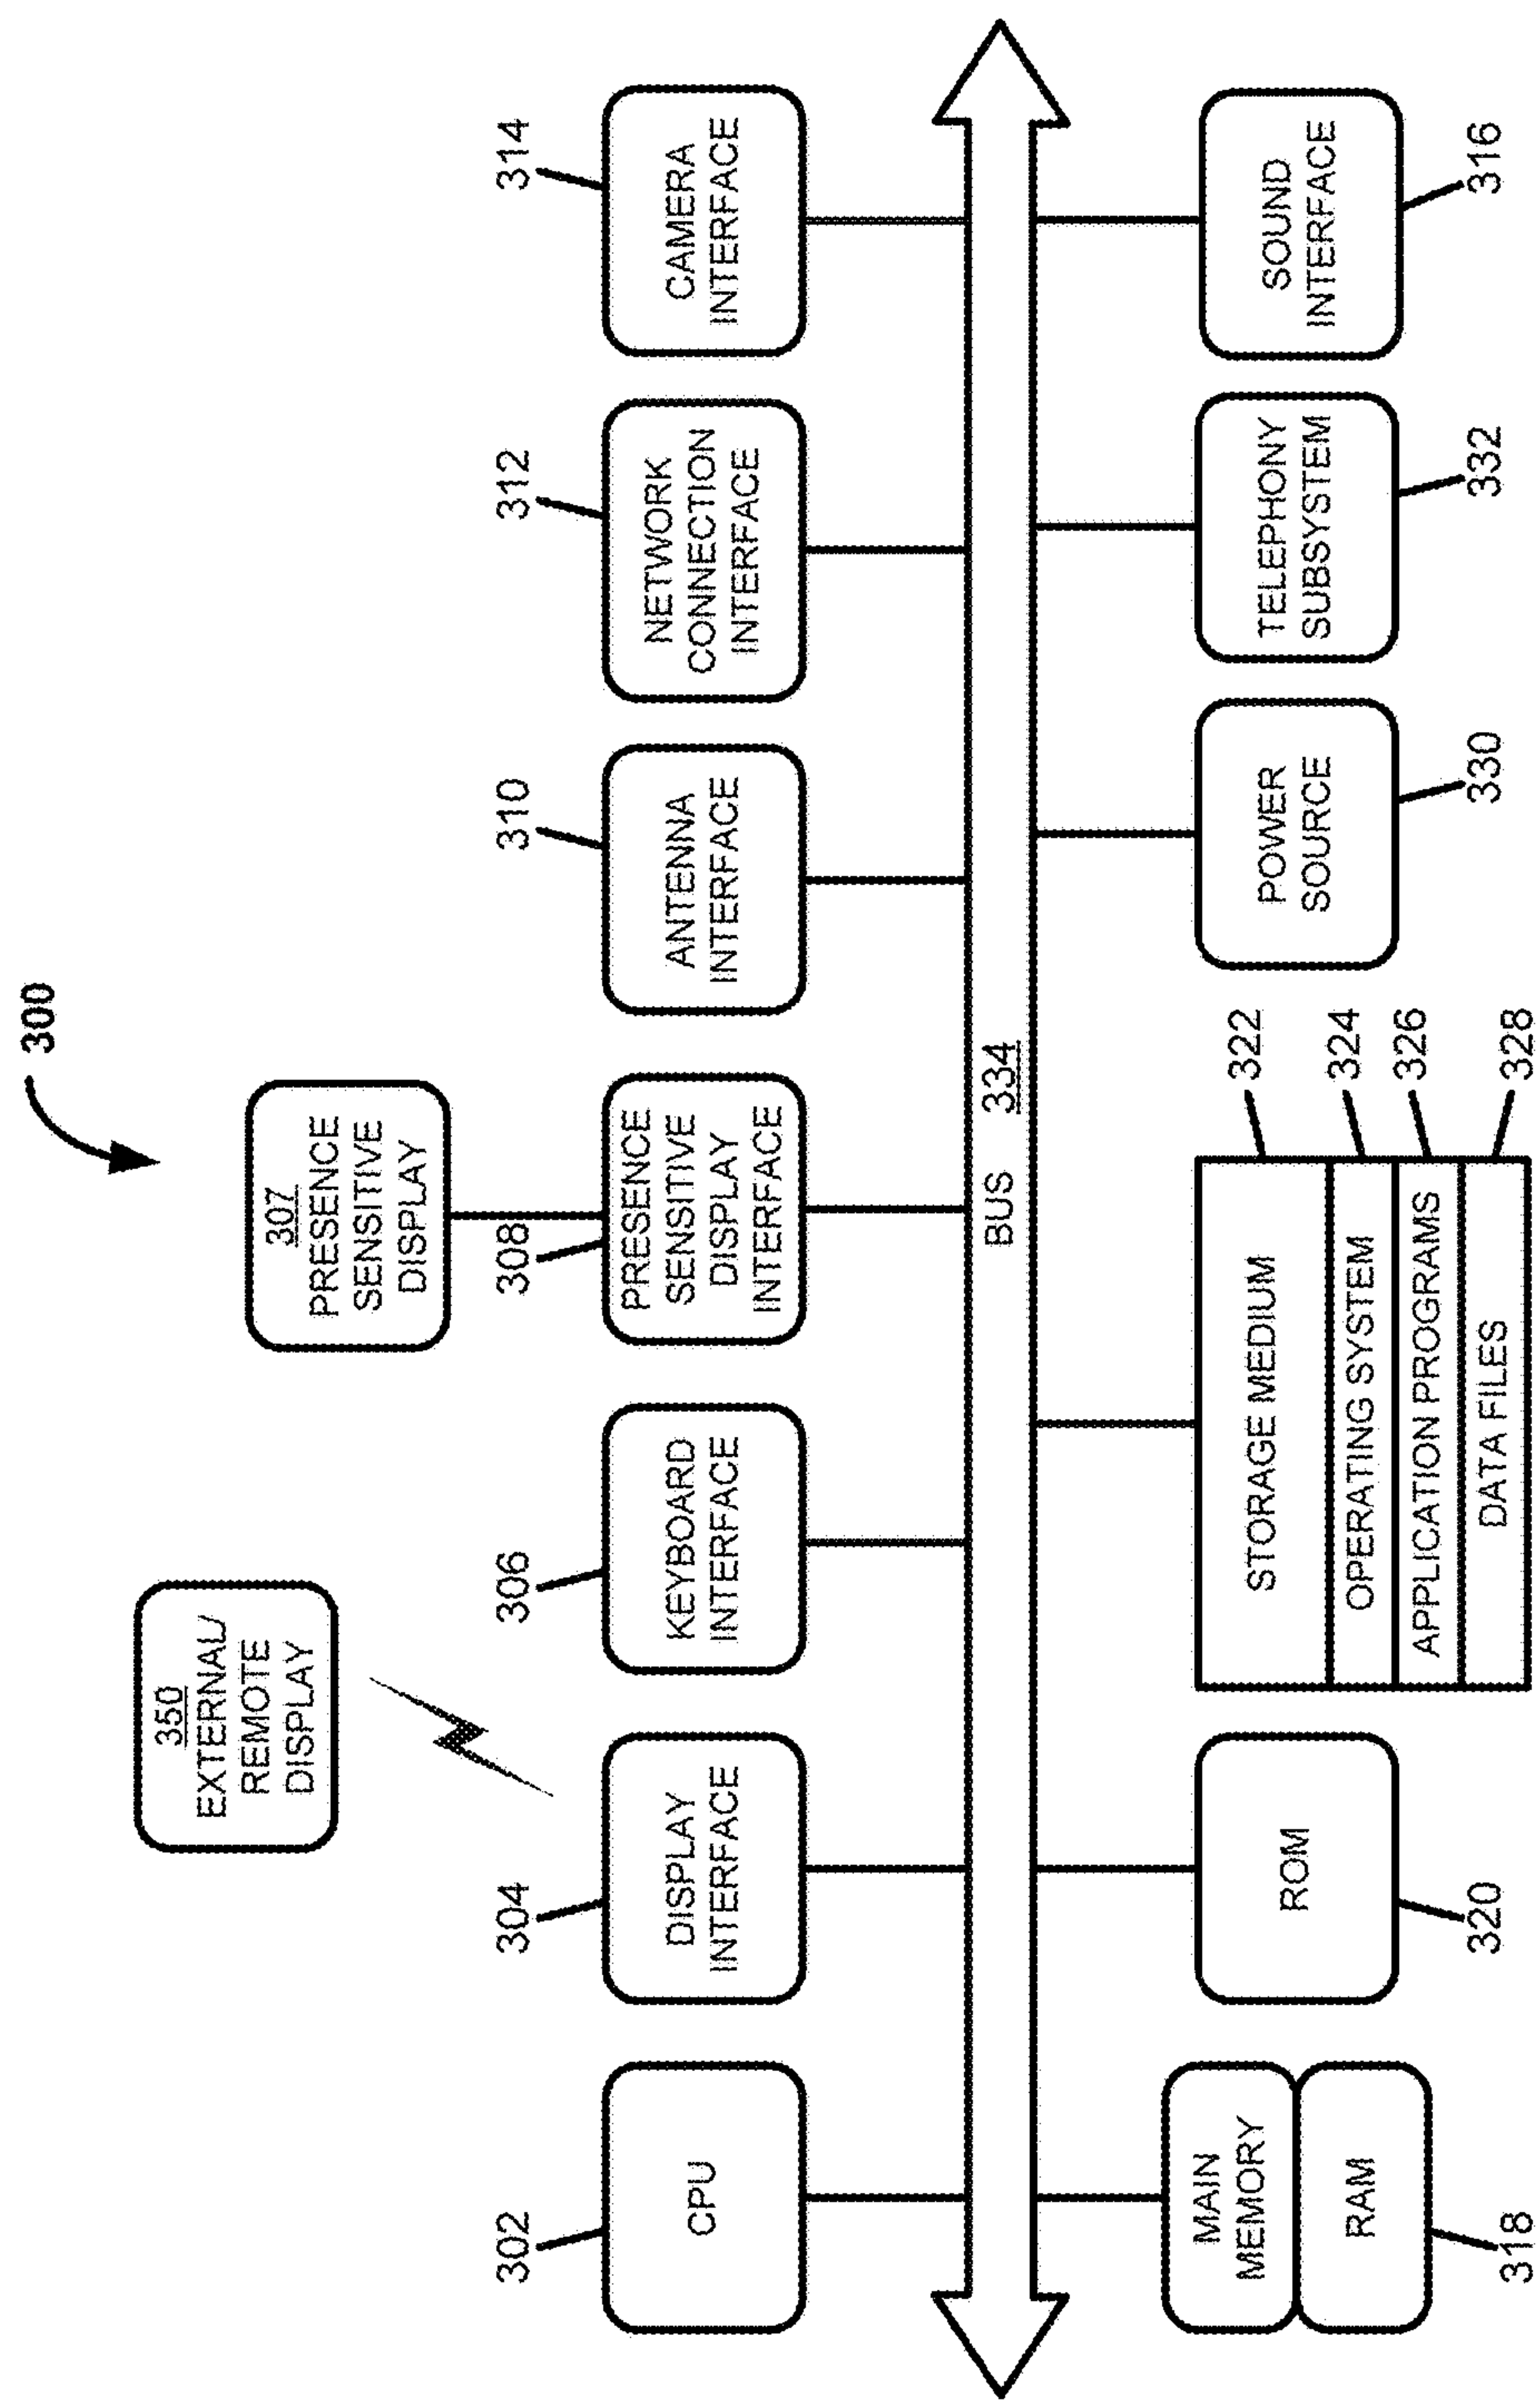 300
350
EXTERNAL/
REMOTE
DISPLAY
307
PRESENCE
SENSITIVE
DISPLAY
302
CPU
304
DISPLAY
INTERFACE
306
KEYBOARD
INTERFACE
308
PRESENCE
SENSITIVE
DISPLAY
INTERFACE
310
ANTENNA
INTERFACE
312
NETWORK
CONNECTION
INTERFACE
314
CAMERA
INTERFACE
BUS 334
MAIN
MEMORY
RAM
318
ROM
320
STORAGE MEDIUM
322
OPERATING SYSTEM
324
APPLICATION PROGRAMS
326
DATA FILES
328
POWER
SOURCE
330
TELEPHONY
SUBSYSTEM
332
SOUND
INTERFACE
316